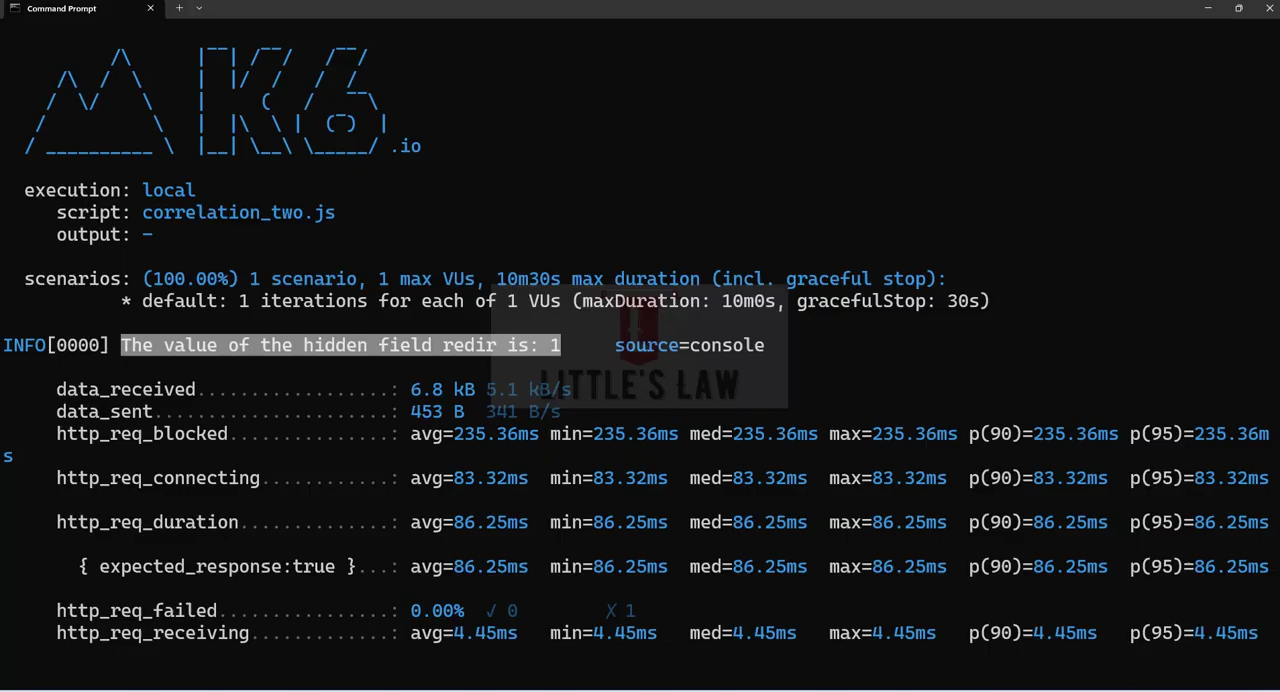 Command Prompt
K6 .io
execution: local
script: correlation_two.js
output: -
scenarios: (100.00%) 1 scenario, 1 max VUs, 10m30s max duration (incl. graceful stop):
* default: 1 iterations for each of 1 VUs (maxDuration: 10m0s, gracefulStop: 30s)
INFO[0000] The value of the hidden field redir is: 1 source=console
LITTLE'S LAW
data_received..................: 6.8 kB 5.1 kB/s
data_sent......................: 453 B 341 B/s
http_req_blocked...............: avg=235.36ms min=235.36ms med=235.36ms max=235.36ms p(90)=235.36ms p(95)=235.36m
s
http_req_connecting............: avg=83.32ms min=83.32ms med=83.32ms max=83.32ms p(90)=83.32ms p(95)=83.32ms
http_req_duration..............: avg=86.25ms min=86.25ms med=86.25ms max=86.25ms p(90)=86.25ms p(95)=86.25ms
{ expected_response:true }...: avg=86.25ms min=86.25ms med=86.25ms max=86.25ms p(90)=86.25ms p(95)=86.25ms
http_req_failed................: 0.00% ✓ 0 ✗ 1
http_req_receiving.............: avg=4.45ms min=4.45ms med=4.45ms max=4.45ms p(90)=4.45ms p(95)=4.45ms